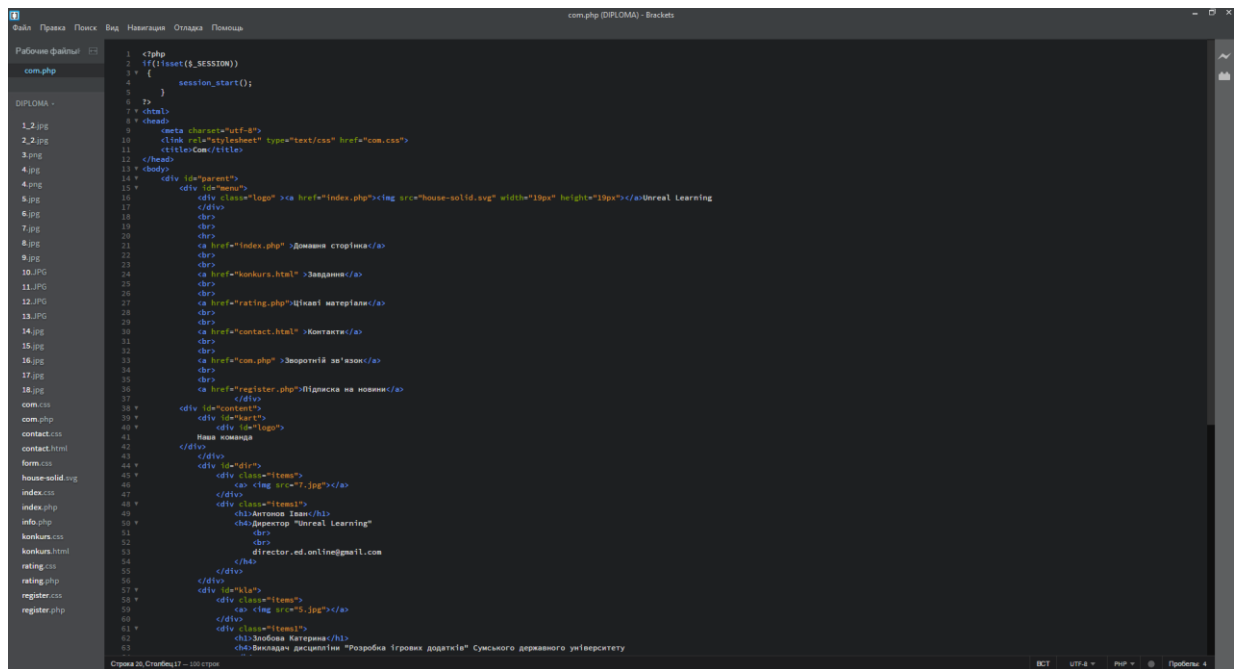 com.php (DIPLOMA) - Brackets
Файл Правка Поиск Вид Навигация Отладка Помощь
Рабочие файлы
com.php
DIPLOMA
1_2.jpg
2_2.jpg
3.png
4.jpg
4.png
5.jpg
6.jpg
7.jpg
8.jpg
9.jpg
10.JPG
11.JPG
12.JPG
13.JPG
14.jpg
15.jpg
16.jpg
17.jpg
18.jpg
com.css
com.php
contact.css
contact.html
form.css
house-solid.svg
index.css
index.php
info.php
konkurs.css
konkurs.html
rating.css
rating.php
register.css
register.php
1 <?php
2 if(!isset($_SESSION))
3 {
4 session_start();
5 }
6 ?>
7 <html>
8 <head>
9 <meta charset="utf-8">
10 <link rel="stylesheet" type="text/css" href="com.css">
11 <title>Com</title>
12 </head>
13 <body>
14 <div id="parent">
15 <div id="menu">
16 <div class="logo" ><a href="index.php"><img src="house-solid.svg" width="19px" height="19px"></a>Unreal Learning
17 </div>
18 <br>
19 <br>
20 <hr>
21 <a href="index.php" >Домашня сторінка</a>
22 <br>
23 <br>
24 <a href="konkurs.html" >Завдання</a>
25 <br>
26 <br>
27 <a href="rating.php">Цікаві матеріали</a>
28 <br>
29 <br>
30 <a href="contact.html" >Контакти</a>
31 <br>
32 <br>
33 <a href="com.php" >Зворотній зв'язок</a>
34 <br>
35 <br>
36 <a href="register.php">Підписка на новини</a>
37 </div>
38 <div id="content">
39 <div id="kart">
40 <div id="logo">
41 Наша команда
42 </div>
43 </div>
44 <div id="dir">
45 <div class="items">
46 <a> <img src="7.jpg"></a>
47 </div>
48 <div class="items1">
49 <h1>Антонов Іван</h1>
50 <h4>Директор "Unreal Learning"
51 <br>
52 <br>
53 director.ed.online@gmail.com
54 </h4>
55 </div>
56 </div>
57 <div id="kla">
58 <div class="items">
59 <a> <img src="5.jpg"></a>
60 </div>
61 <div class="items1">
62 <h1>Злобова Катерина</h1>
63 <h4>Викладач дисципліни "Розробка ігрових додатків" Сумського державного університету
Строка 20, Столбец 17 — 100 строк
ВСТ UTF-8 PHP Пробелы: 4